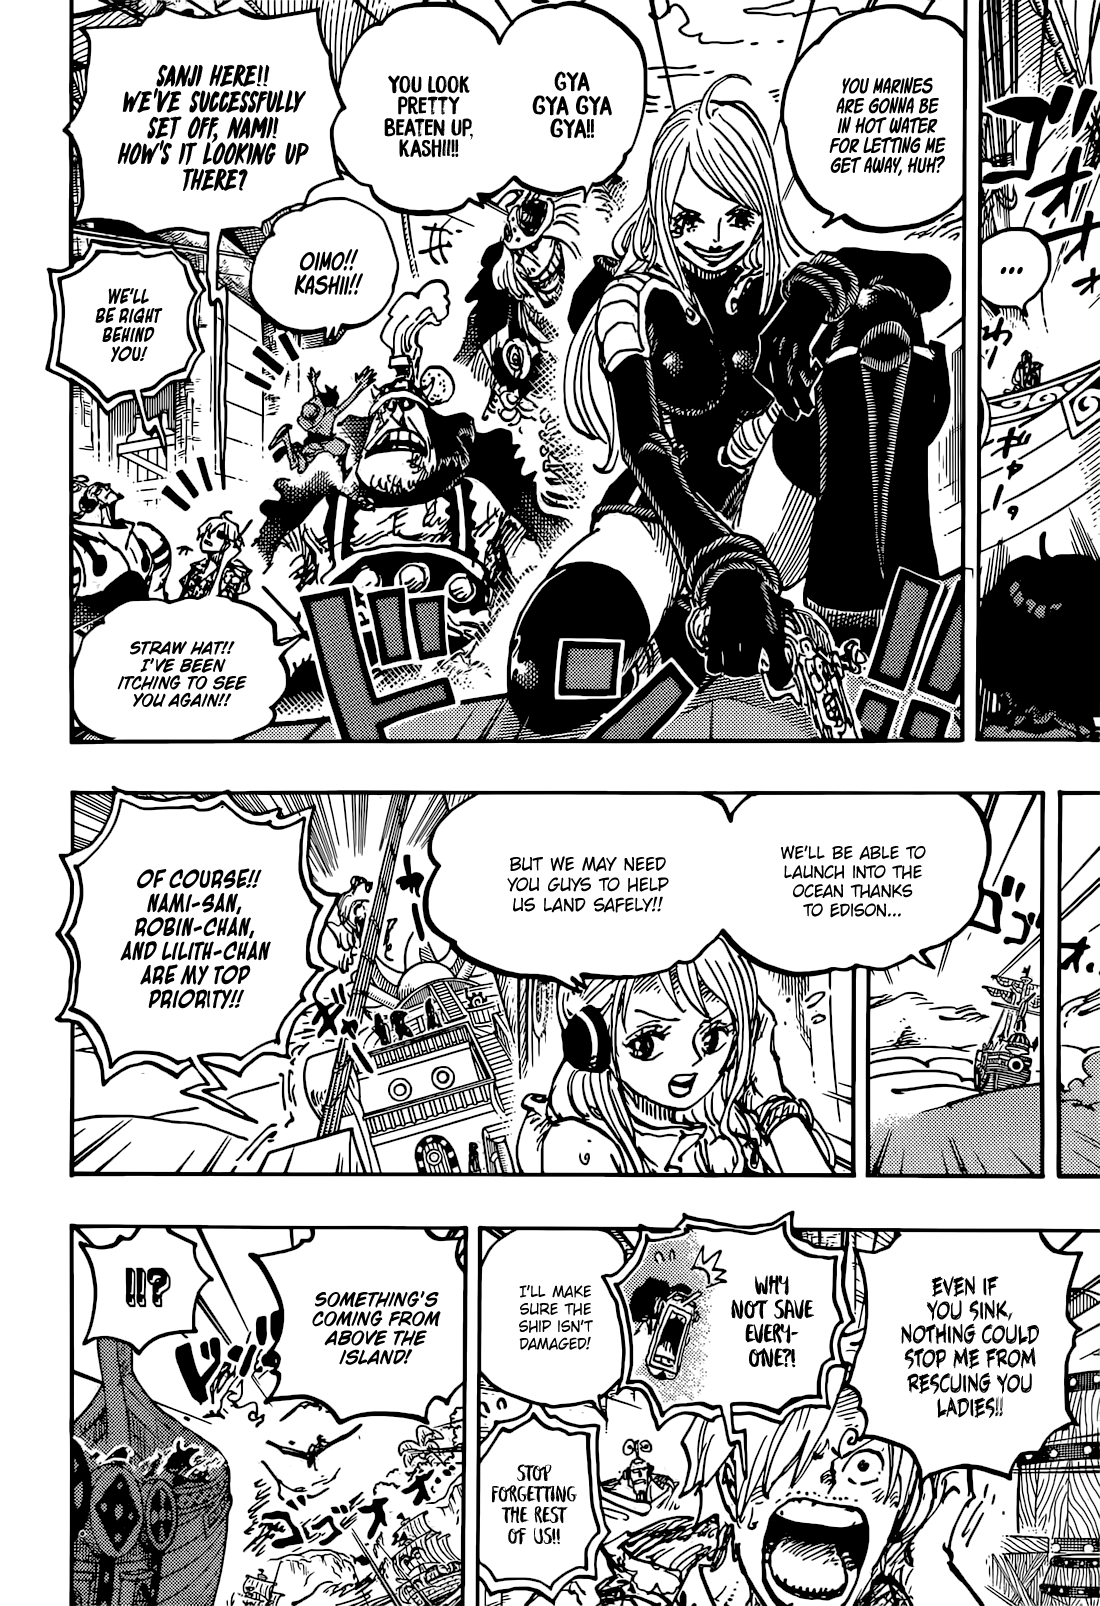 YOU MARINES
ARE GONNA BE
IN HOT WATER
FOR LETTING ME
GET AWAY, HUH?
...
GYA
GYA GYA
GYA!!
YOU LOOK
PRETTY
BEATEN UP,
KASHII!!
OIMO!!
KASHII!!
SANJI HERE!!
WE'VE SUCCESSFULLY
SET OFF, NAMI!
HOW'S IT LOOKING UP
THERE?
WE'LL
BE RIGHT
BEHIND
YOU!
STRAW HAT!!
I'VE BEEN
ITCHING TO SEE
YOU AGAIN!!
ドン
WE'LL BE ABLE TO
LAUNCH INTO THE
OCEAN THANKS
TO EDISON...
BUT WE MAY NEED
YOU GUYS TO HELP
US LAND SAFELY!!
OF COURSE!!
NAMI-SAN,
ROBIN-CHAN,
AND LILITH-CHAN
ARE MY TOP
PRIORITY!!
EVEN IF
YOU SINK,
NOTHING COULD
STOP ME FROM
RESCUING YOU
LADIES!!
WHY
NOT SAVE
EVERY-
ONE?!
I'LL MAKE
SURE THE
SHIP ISN'T
DAMAGED!
STOP
FORGETTING
THE REST
OF US!!
SOMETHING'S
COMING FROM
ABOVE THE
ISLAND!
!!?